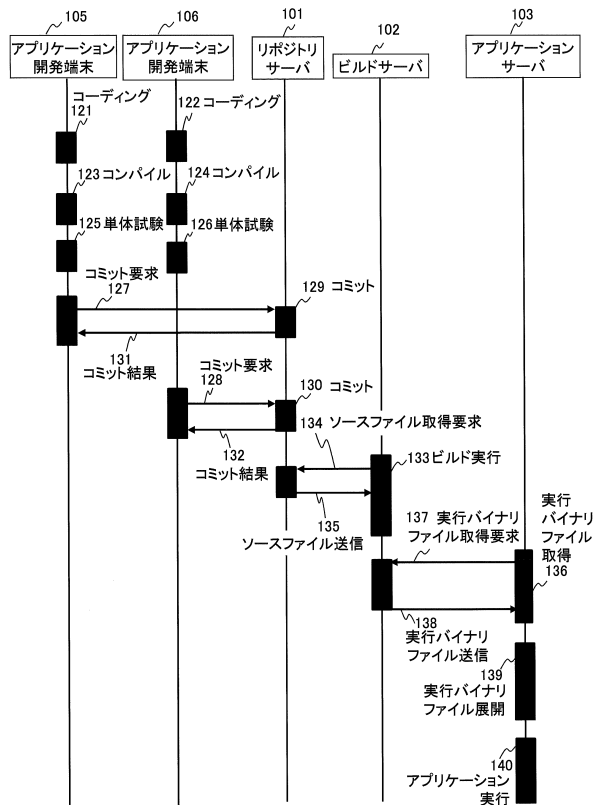 105
106
101
102
103
アプリケーション
開発端末
アプリケーション
開発端末
リポジトリ
サーバ
ビルドサーバ
アプリケーション
サーバ
コーディング
121
122 コーディング
123 コンパイル
124 コンパイル
125 単体試験
126 単体試験
コミット要求
127
129 コミット
131
コミット結果
コミット要求
128
130 コミット
134 ソースファイル取得要求
132
コミット結果
133 ビルド実行
135
ソースファイル送信
137 実行バイナリ
ファイル取得要求
実行
バイナリ
ファイル
取得
136
138
実行バイナリ
ファイル送信
139
実行バイナリ
ファイル展開
140
アプリケーション
実行